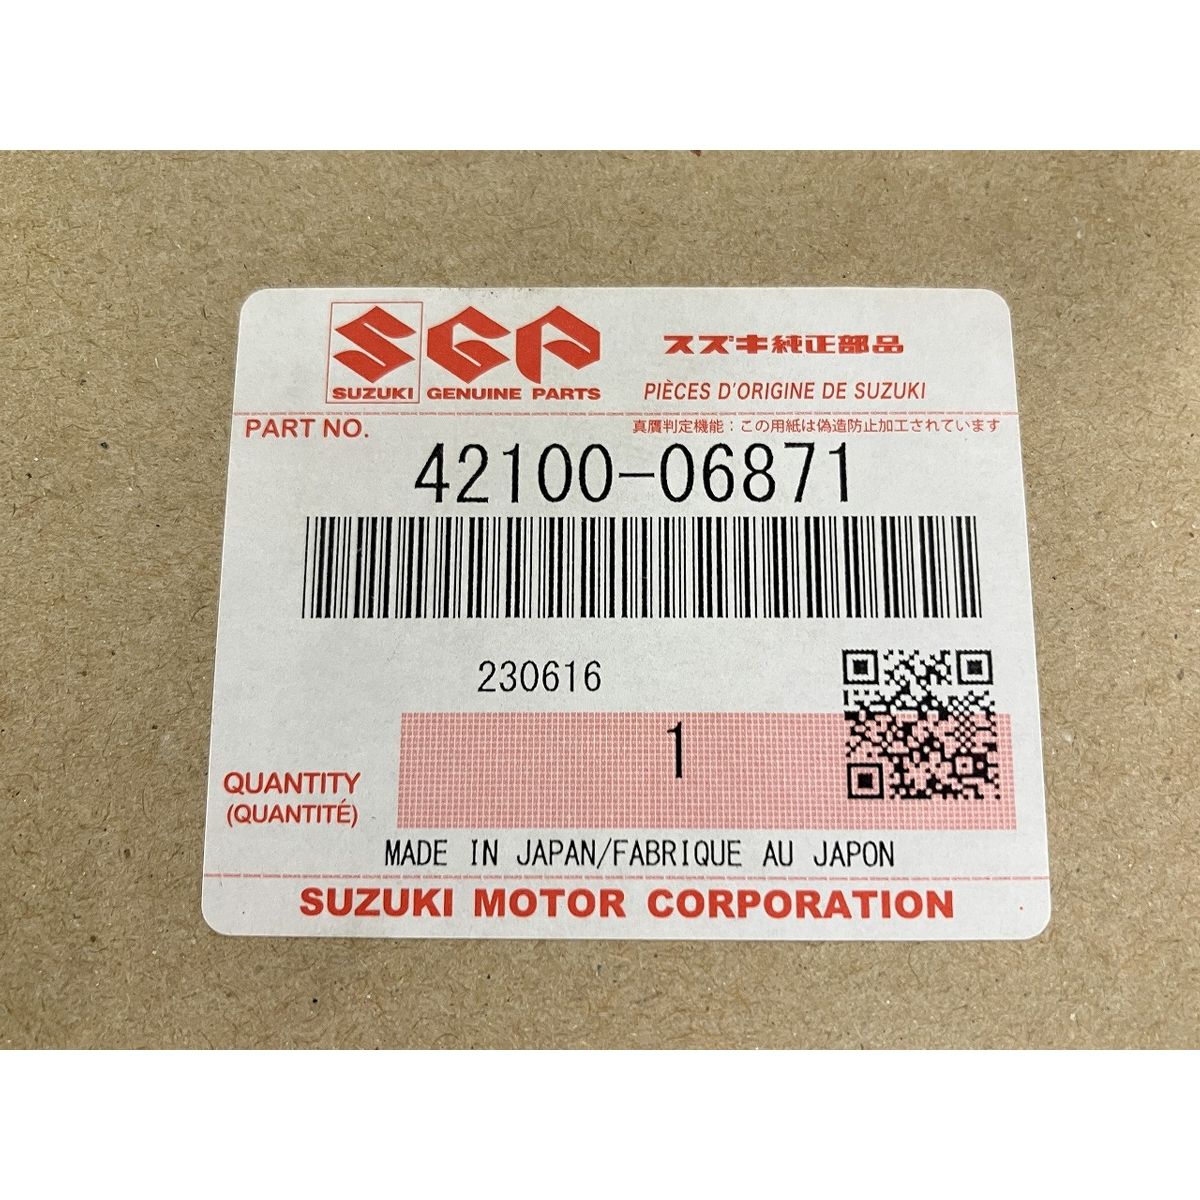 SGP
スズキ純正部品
SUZUKI GENUINE PARTS
PIÈCES D'ORIGINE DE SUZUKI
PART NO.
真贋判定機能：この用紙は偽造防止加工されています
42100-06871
230616
1
QUANTITY
(QUANTITÉ)
MADE IN JAPAN/FABRIQUE AU JAPON
SUZUKI MOTOR CORPORATION